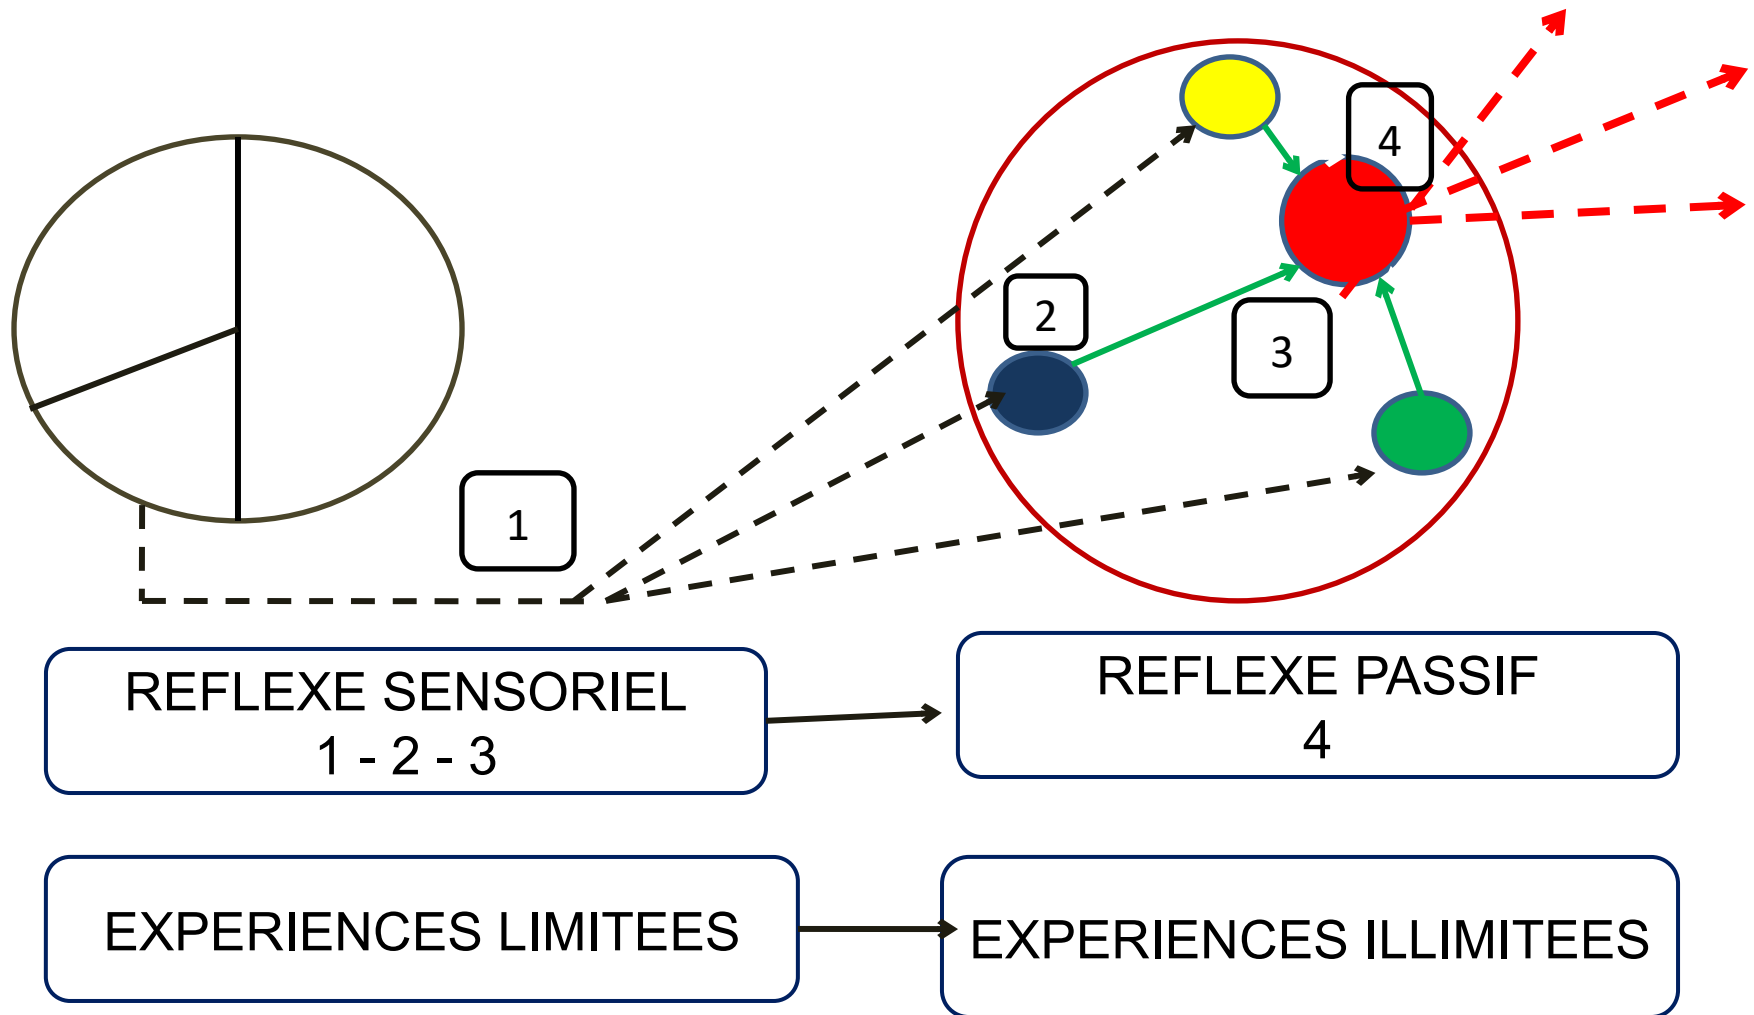 4
2
3
1
REFLEXE SENSORIEL
1 - 2 - 3
REFLEXE PASSIF
4
EXPERIENCES LIMITEES
EXPERIENCES ILLIMITEES